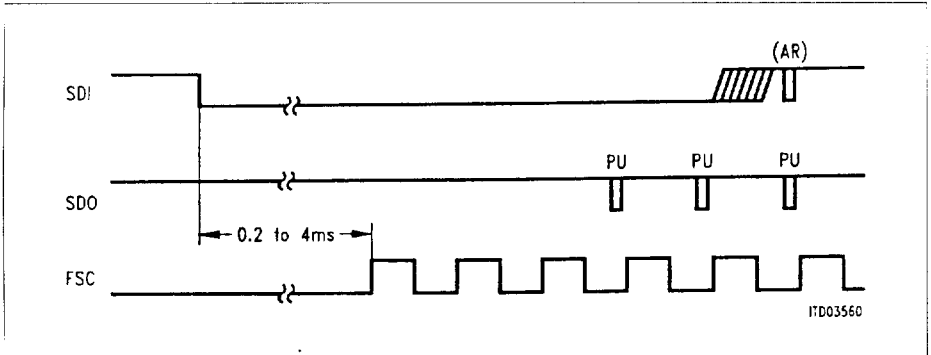 (AR)
SDI
PU PU PU
SDO
0.2 to 4ms
FSC
ITD03560